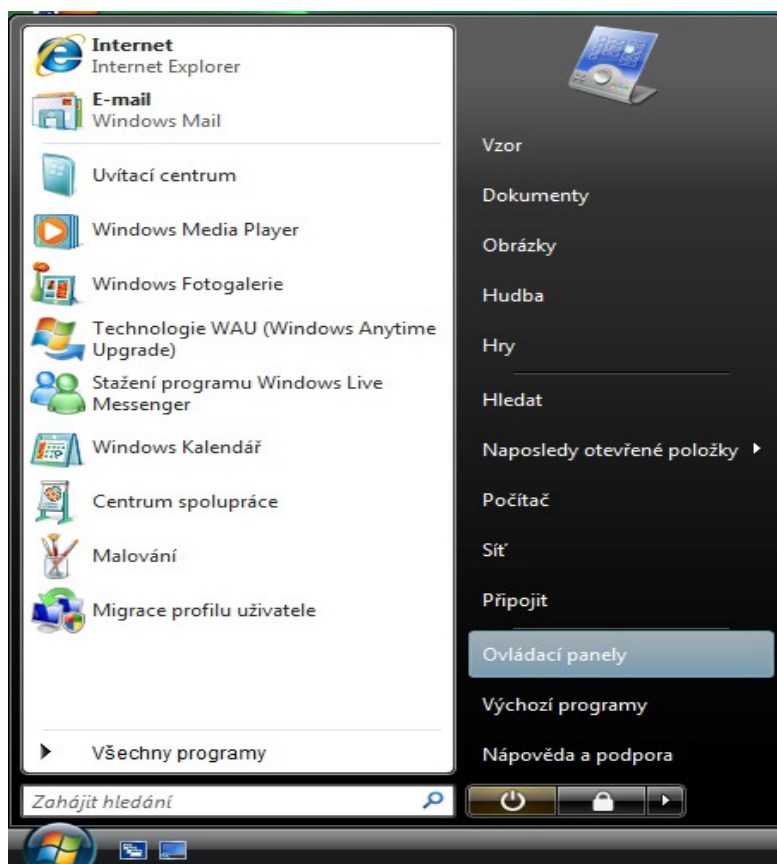 Internet
Internet Explorer
E-mail
Windows Mail
Uvítací centrum
Windows Media Player
Windows Fotogalerie
Technologie WAU (Windows Anytime
Upgrade)
Stažení programu Windows Live
Messenger
Windows Kalendář
Centrum spolupráce
Malování
Migrace profilu uživatele
Všechny programy
Zahájit hledání
Vzor
Dokumenty
Obrázky
Hudba
Hry
Hledat
Naposledy otevřené položky
Počítač
Síť
Připojit
Ovládací panely
Výchozí programy
Nápověda a podpora